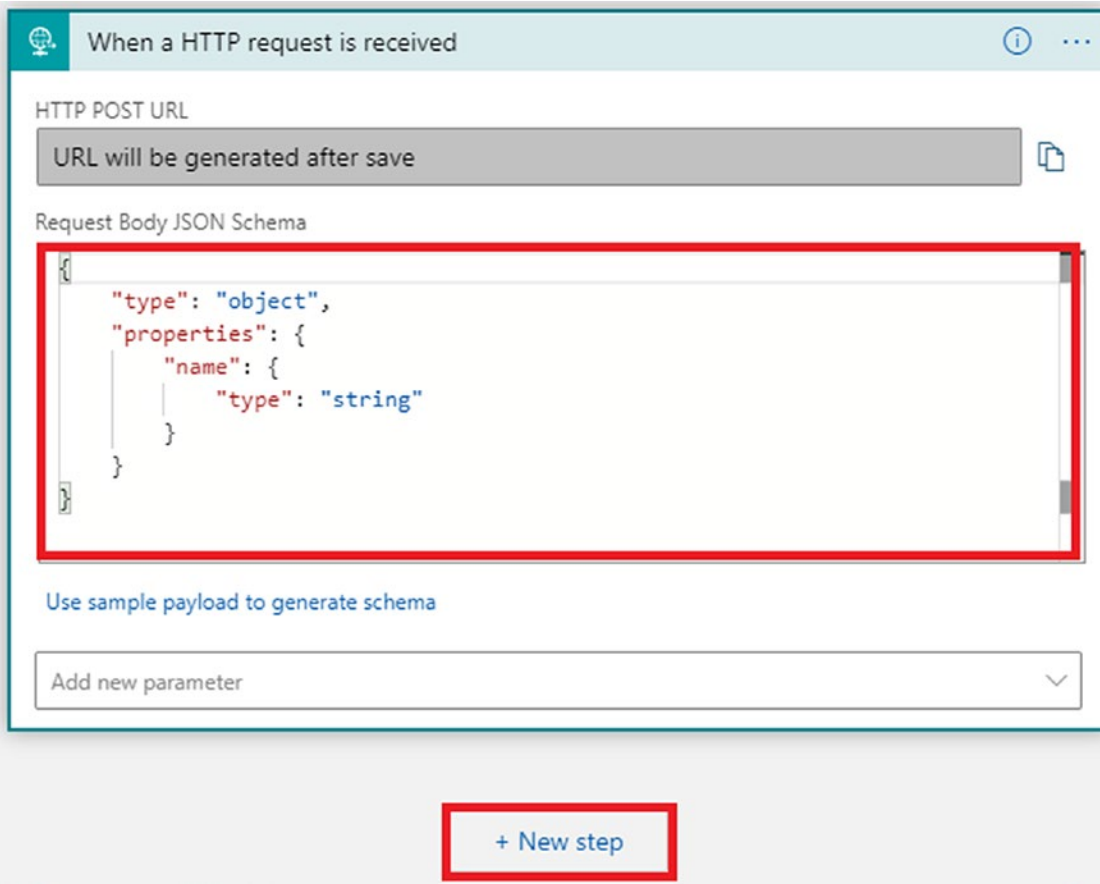 When a HTTP request is received
HTTP POST URL
URL will be generated after save
Request Body JSON Schema
{
"type": "object",
"properties": {
"name": {
"type": "string"
}
}
}
Use sample payload to generate schema
Add new parameter
+ New step